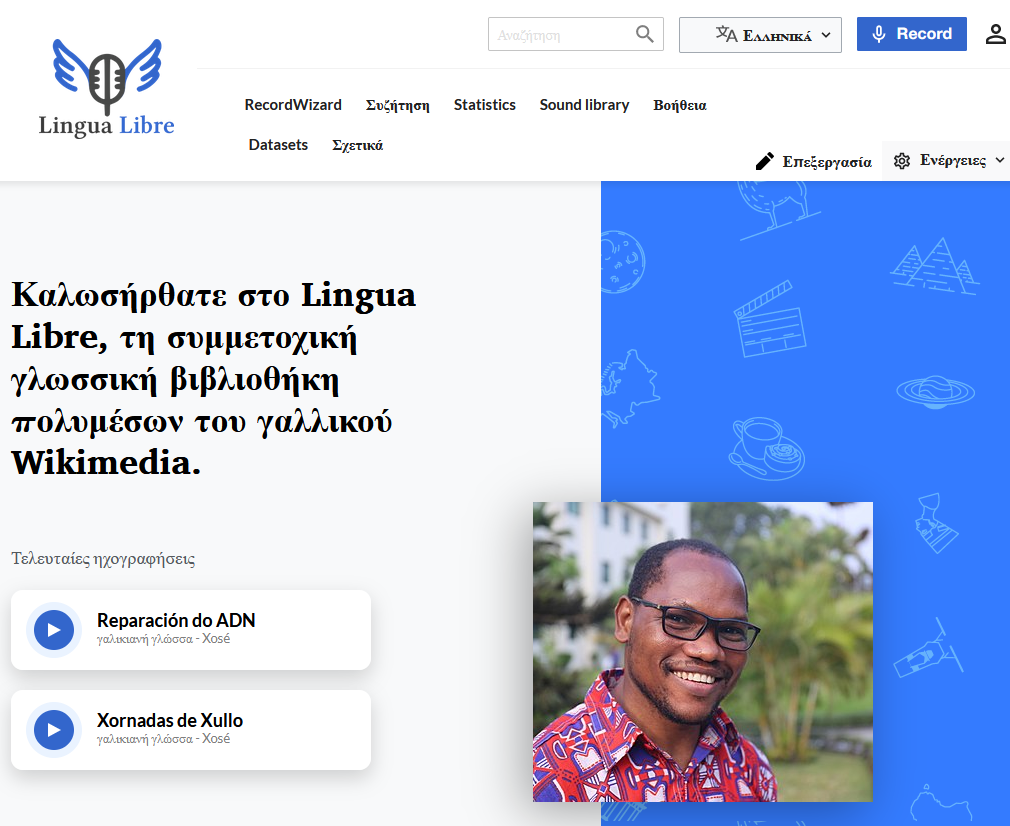 Αναζήτηση
Ελληνικά
Record
Lingua Libre
RecordWizard Συζήτηση Statistics Sound library Βοήθεια
Datasets Σχετικά
Επεξεργασία Ενέργειες
Καλωσήρθατε στο Lingua
Libre, τη συμμετοχική
γλωσσική βιβλιοθήκη
πολυμέσων του γαλλικού
Wikimedia.
Τελευταίες ηχογραφήσεις
Reparación do ADN
γαλικιανή γλώσσα - Xosé
Xornadas de Xullo
γαλικιανή γλώσσα - Xosé